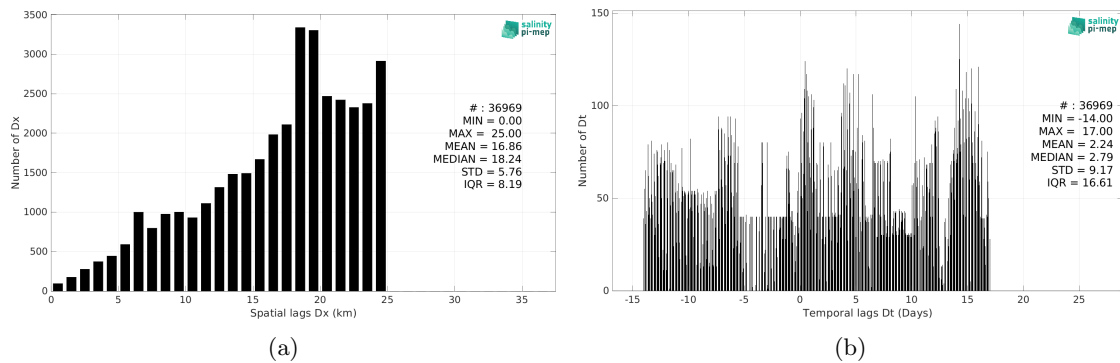 3500
3000
2500
2000
1500
1000
500
0
Number of Dx
0 5 10 15 20 25 30 35
Spatial lags Dx (km)
salinity
pi-mep
# : 36969
MIN = 0.00
MAX = 25.00
MEAN = 16.86
MEDIAN = 18.24
STD = 5.76
IQR = 8.19
(a)
150
100
50
0
Number of Dt
-15 -10 -5 0 5 10 15 20 25
Temporal lags Dt (Days)
salinity
pi-mep
# : 36969
MIN = -14.00
MAX = 17.00
MEAN = 2.24
MEDIAN = 2.79
STD = 9.17
IQR = 16.61
(b)